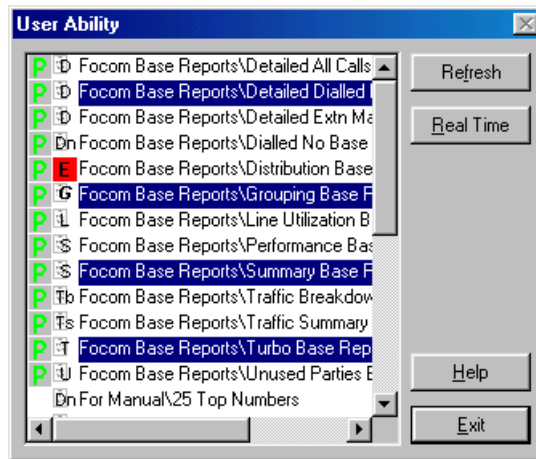 User Ability
P D Focom Base Reports\Detailed All Calls
P D Focom Base Reports\Detailed Dialled
P D Focom Base Reports\Detailed Extn Ma
P Dn Focom Base Reports\Dialled No Base
P E Focom Base Reports\Distribution Base
P G Focom Base Reports\Grouping Base F
P L Focom Base Reports\Line Utilization B
P S Focom Base Reports\Performance Bas
P S Focom Base Reports\Summary Base F
P Tb Focom Base Reports\Traffic Breakdow
P Ts Focom Base Reports\Traffic Summary
P T Focom Base Reports\Turbo Base Rep
P U Focom Base Reports\Unused Parties E
Dn For Manual\25 Top Numbers
Refresh
Real Time
Help
Exit